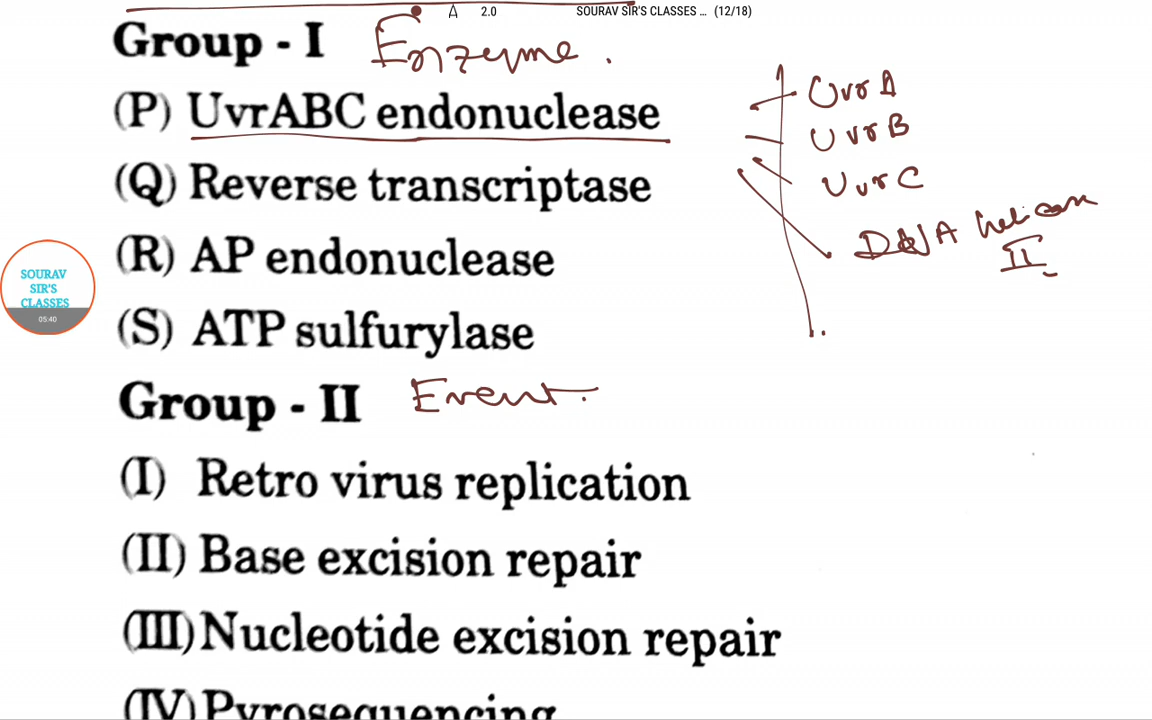 A 2.0 SOURAV SIR'S CLASSES ... (12/18)
Group - I Enzyme.
(P) UvrABC endonuclease
(Q) Reverse transcriptase
(R) AP endonuclease
(S) ATP sulfurylase
UvrA
UvrB
UvrC
DNA helicase
II
SOURAV
SIR'S
CLASSES
05:40
Group - II Event.
(I) Retro virus replication
(II) Base excision repair
(III) Nucleotide excision repair
(IV) Pyrosequencing